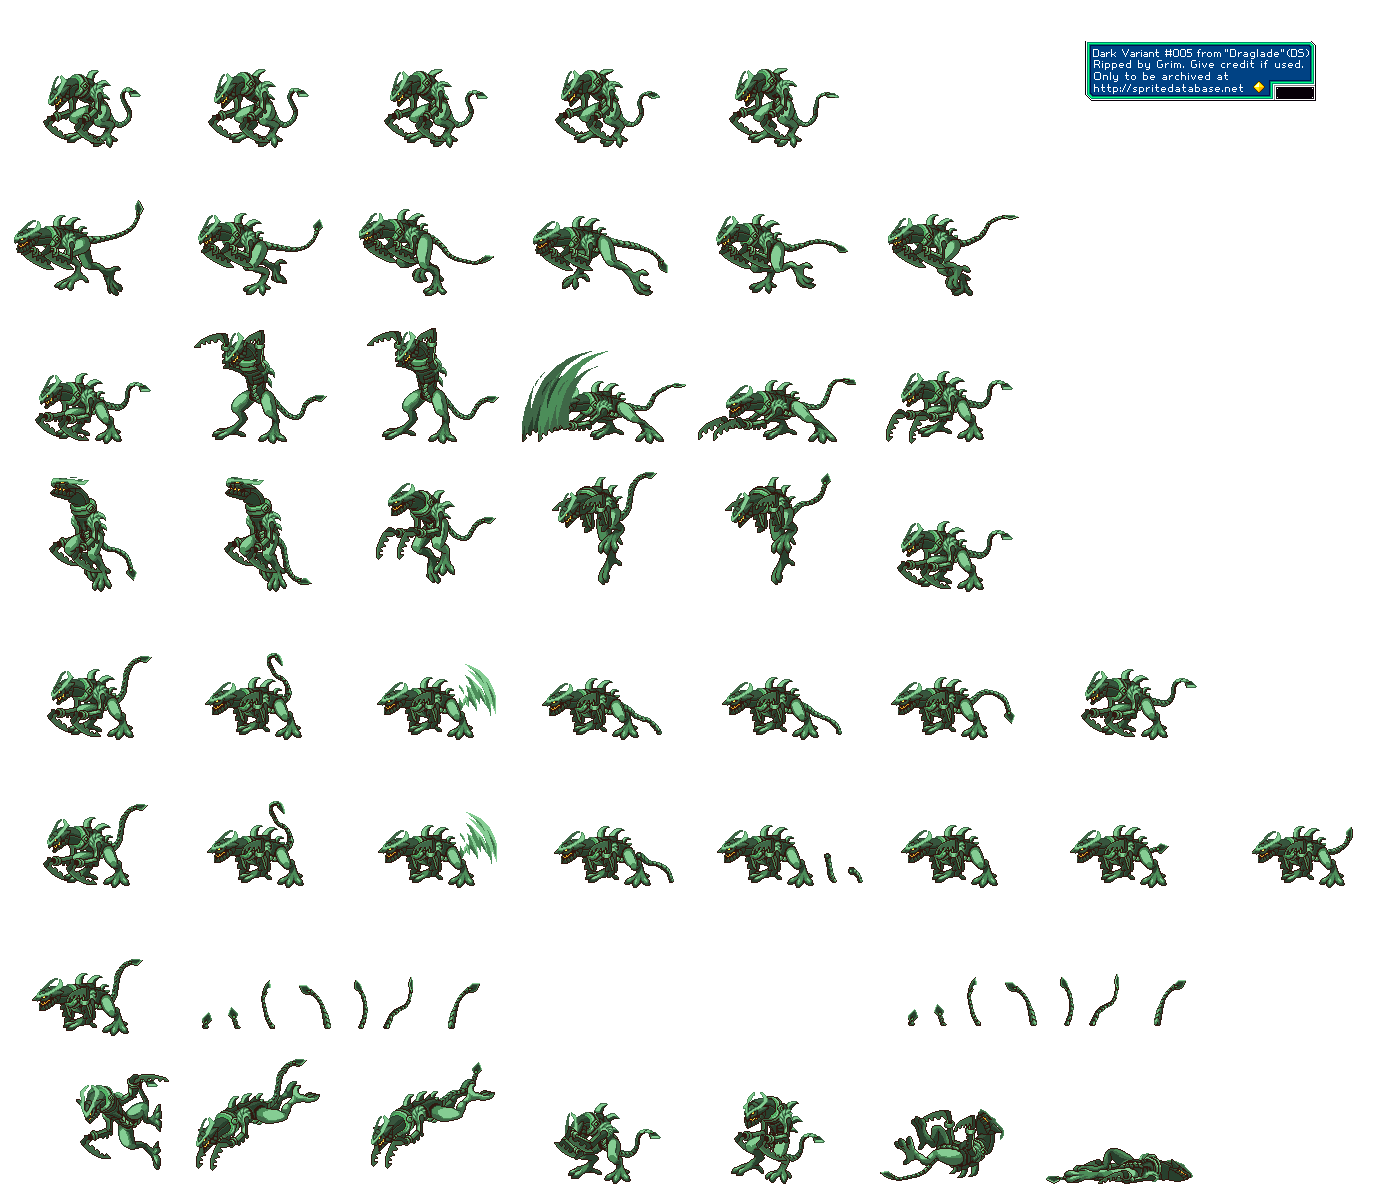 Dark Variant #005 from "Draglade" (DS)
Ripped by Grim. Give credit if used.
Only to be archived at
http://spritedatabase.net